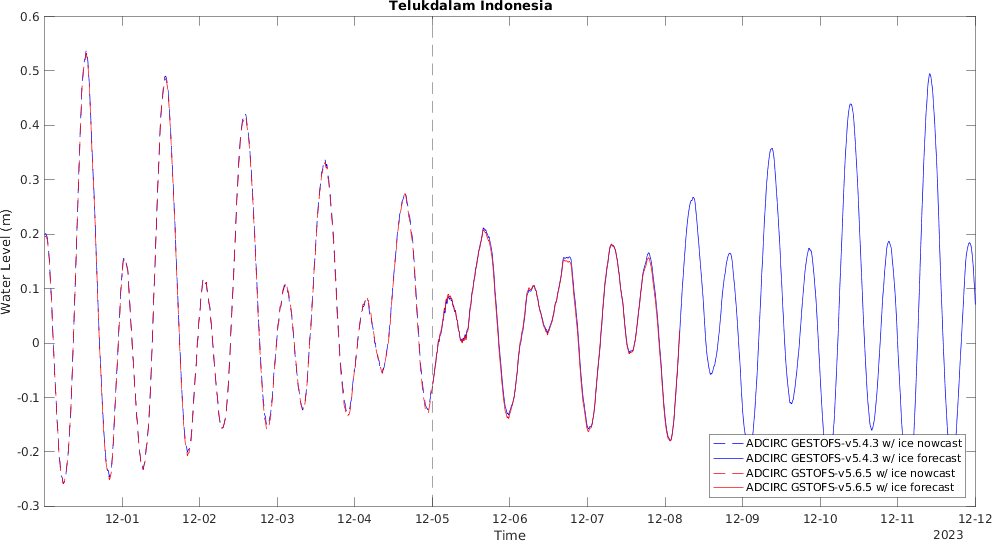 Telukdalam Indonesia
Water Level (m)
0.6
0.5
0.4
0.3
0.2
0.1
0
-0.1
-0.2
-0.3
ADCIRC GESTOFS-v5.4.3 w/ ice nowcast
ADCIRC GESTOFS-v5.4.3 w/ ice forecast
ADCIRC GSTOFS-v5.6.5 w/ ice nowcast
ADCIRC GSTOFS-v5.6.5 w/ ice forecast
12-01 12-02 12-03 12-04 12-05 12-06 12-07 12-08 12-09 12-10 12-11 12-12
Time
2023